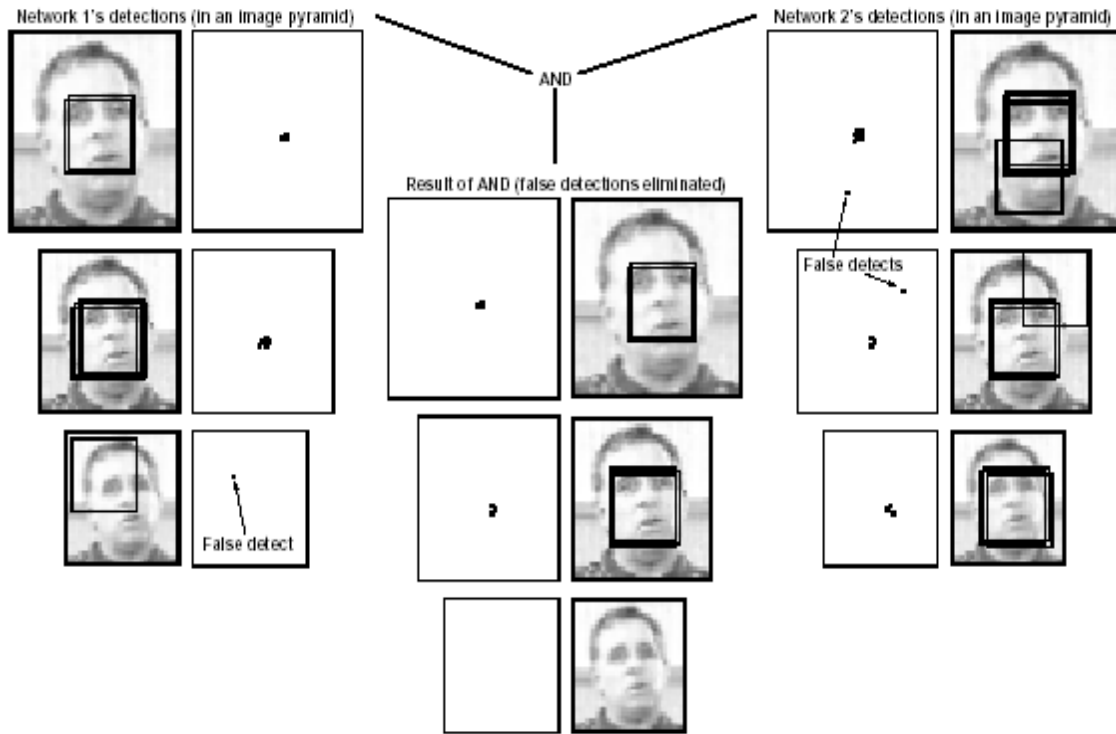 Network 1's detections (in an image pyramid)
Network 2's detections (in an image pyramid)
AND
Result of AND (false detections eliminated)
False detects
False detect